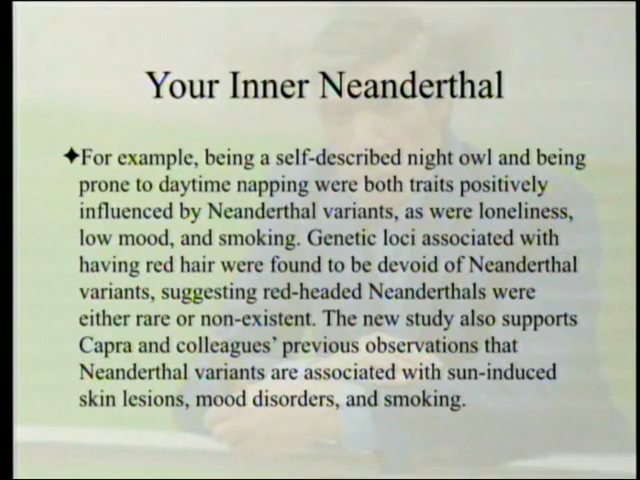 Your Inner Neanderthal
✦For example, being a self-described night owl and being
prone to daytime napping were both traits positively
influenced by Neanderthal variants, as were loneliness,
low mood, and smoking. Genetic loci associated with
having red hair were found to be devoid of Neanderthal
variants, suggesting red-headed Neanderthals were
either rare or non-existent. The new study also supports
Capra and colleagues’ previous observations that
Neanderthal variants are associated with sun-induced
skin lesions, mood disorders, and smoking.